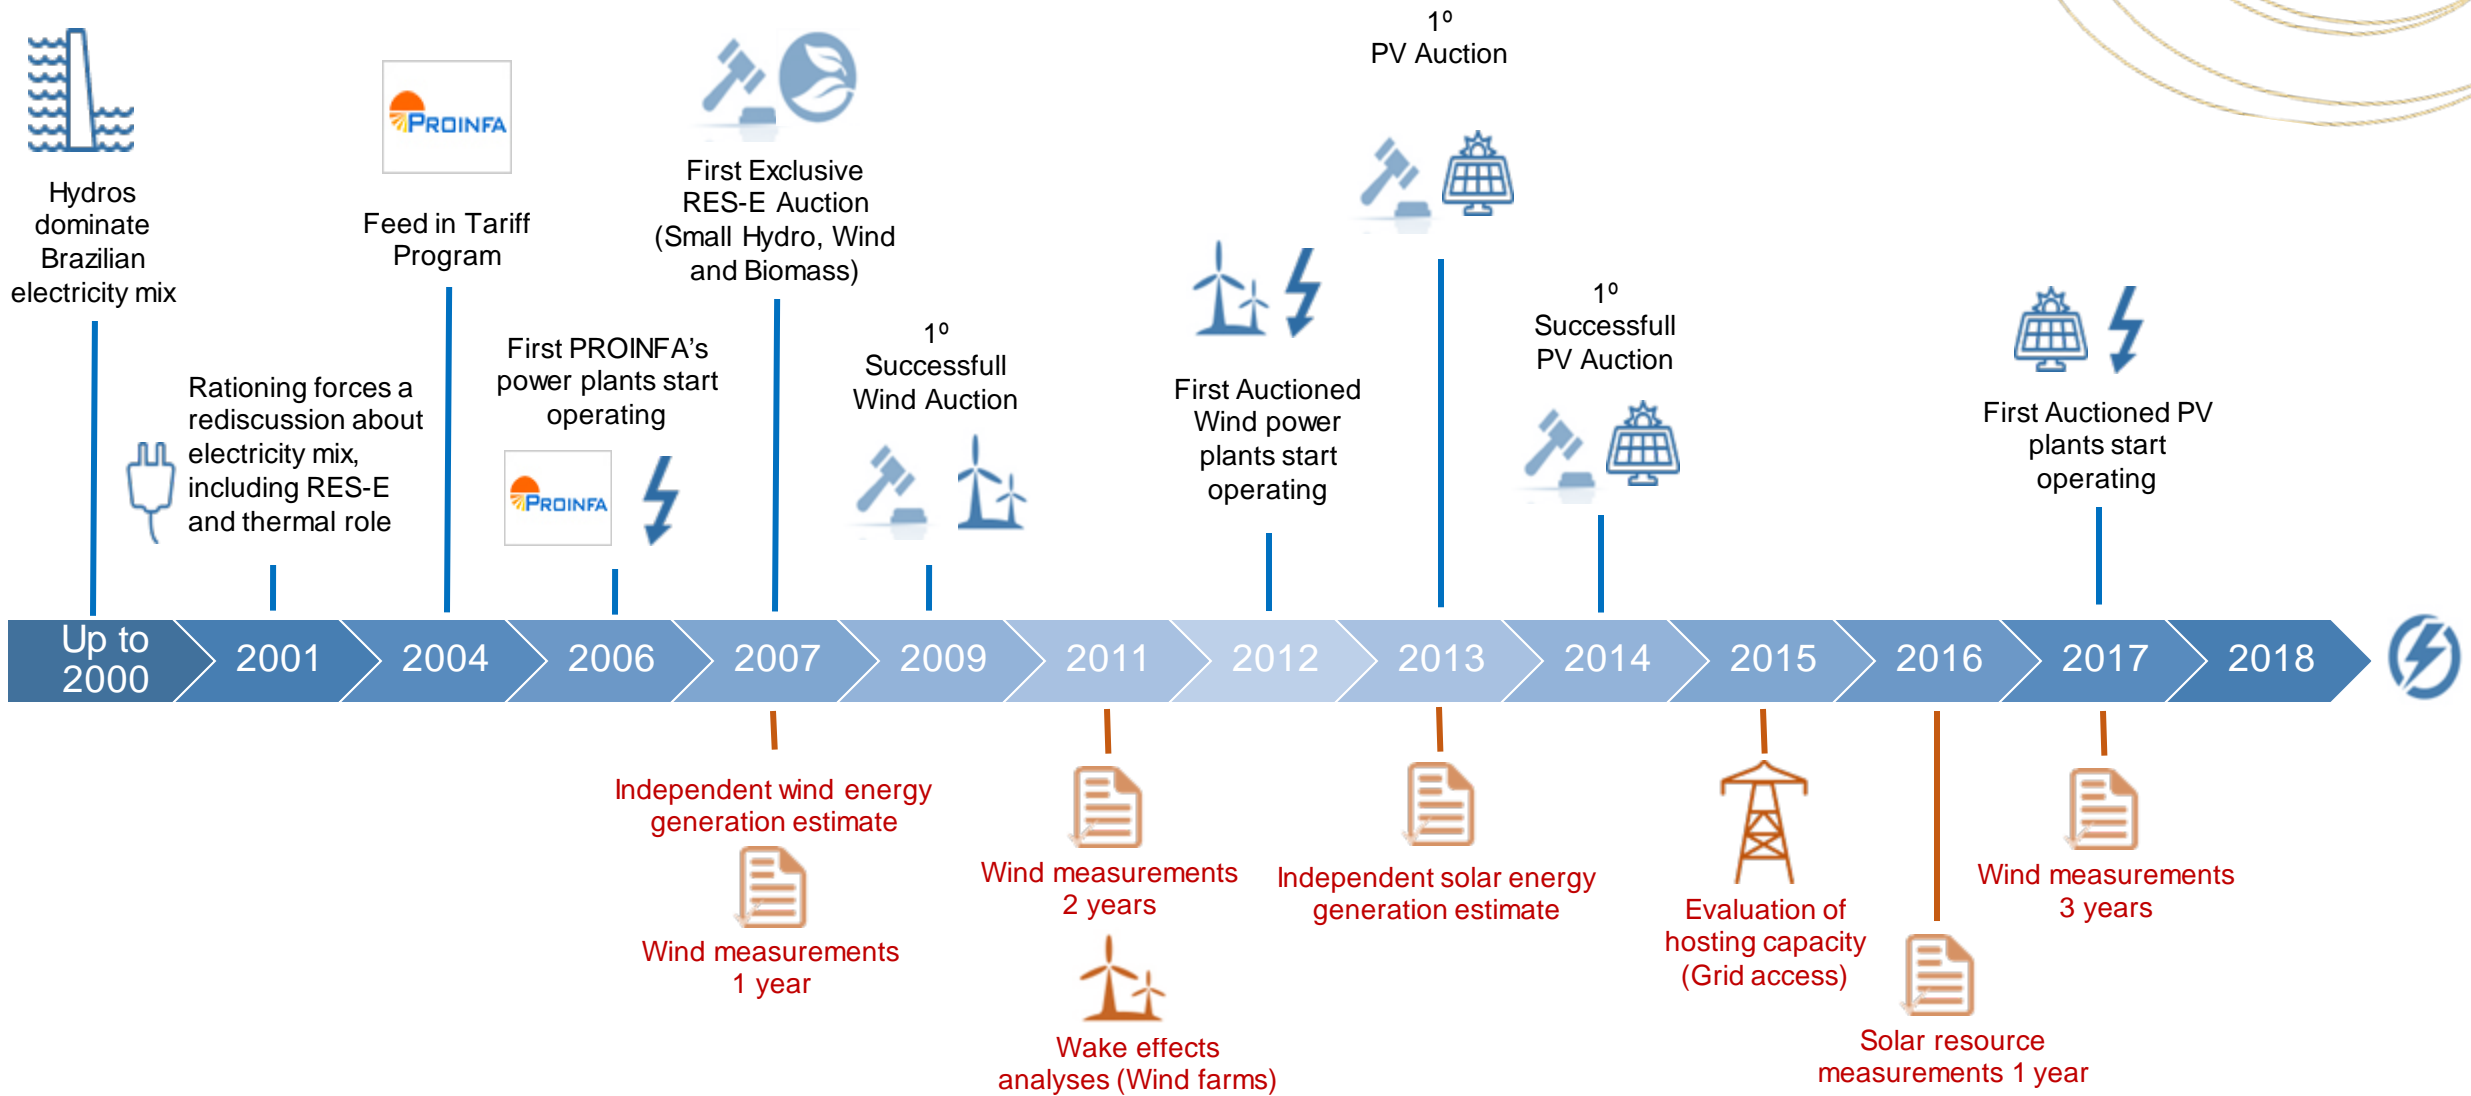 Hydros
dominate
Brazilian
electricity mix
Rationing forces a
rediscussion about
electricity mix,
including RES-E
and thermal role
PROINFA
Feed in Tariff
Program
First PROINFA's
power plants start
operating
PROINFA
First Exclusive
RES-E Auction
(Small Hydro, Wind
and Biomass)
1º
Successfull
Wind Auction
First Auctioned
Wind power
plants start
operating
1º
PV Auction
1º
Successfull
PV Auction
First Auctioned PV
plants start
operating
Up to
2000
2001
2004
2006
2007
2009
2011
2012
2013
2014
2015
2016
2017
2018
Independent wind energy
generation estimate
Wind measurements
1 year
Wind measurements
2 years
Wake effects
analyses (Wind farms)
Independent solar energy
generation estimate
Evaluation of
hosting capacity
(Grid access)
Solar resource
measurements 1 year
Wind measurements
3 years